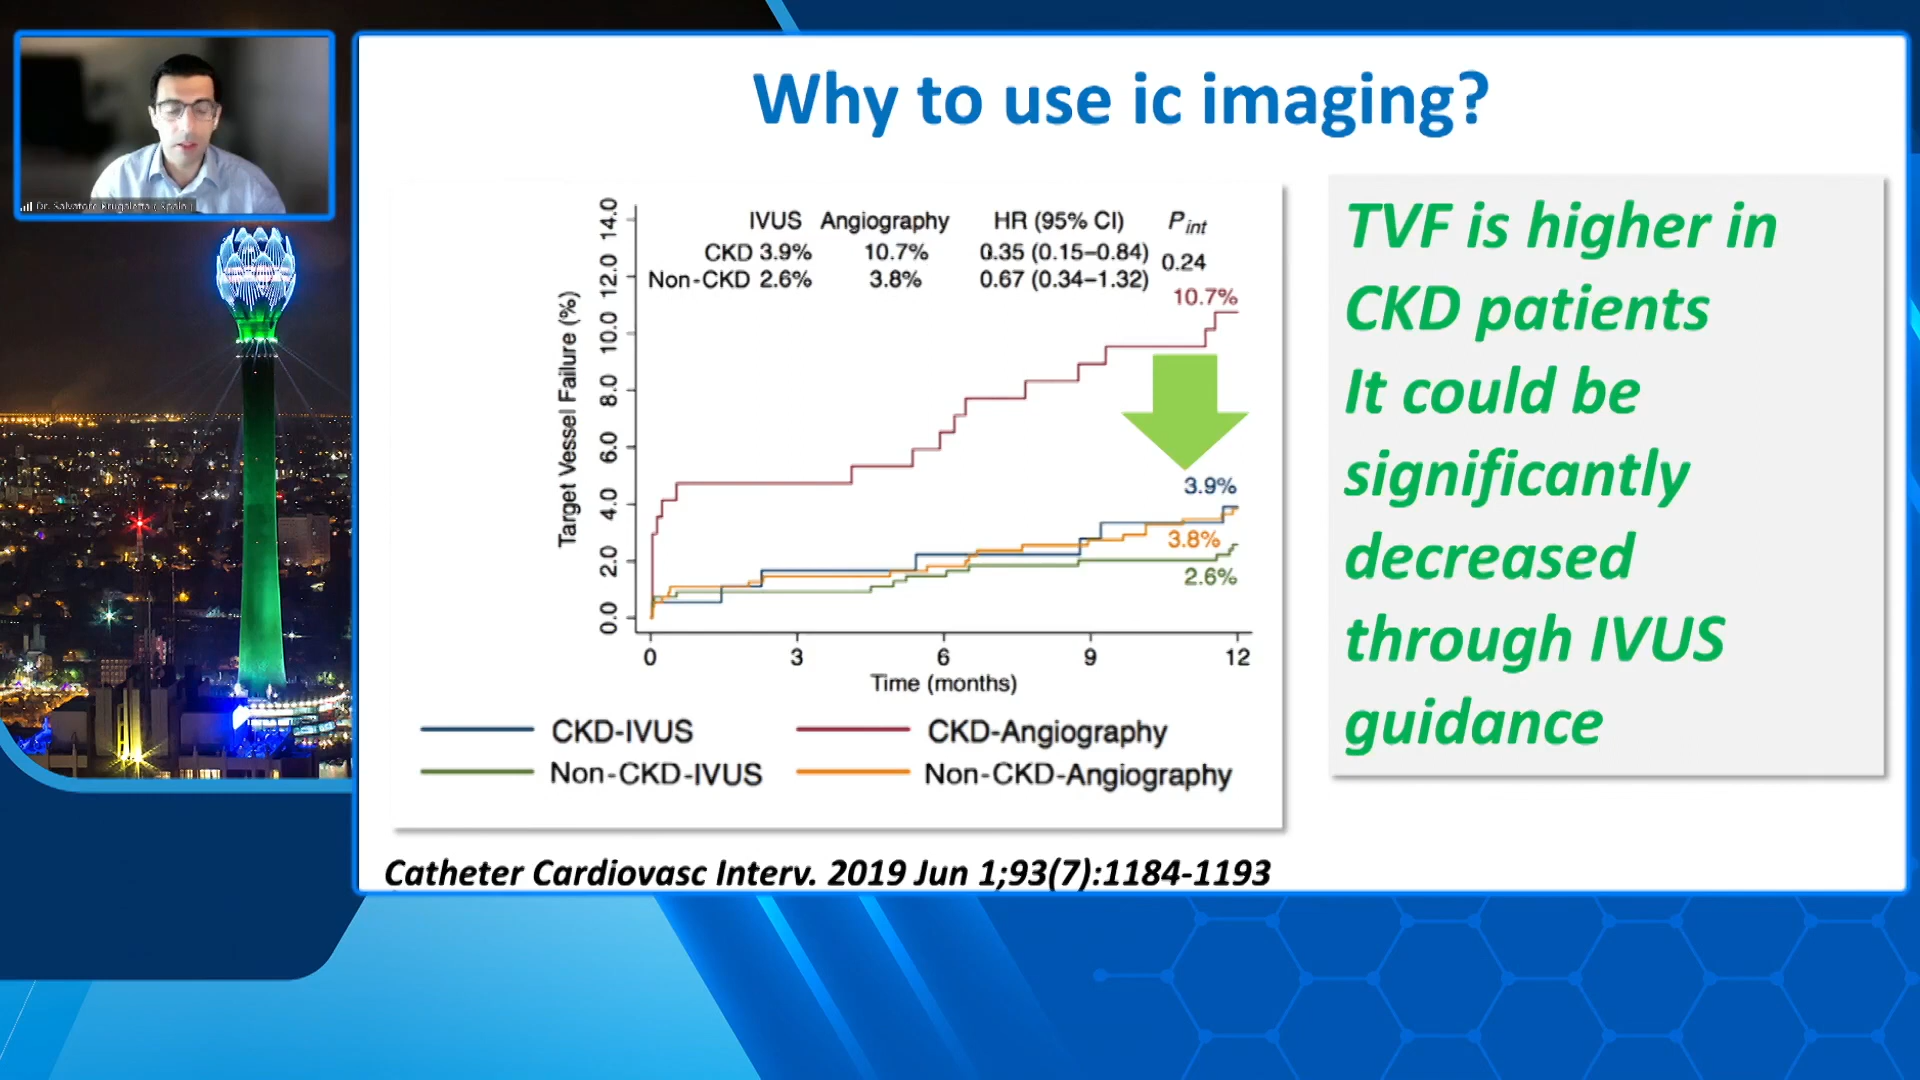 Why to use ic imaging?
Dr. Salvatore Brugaletta ( Spain )
IVUS Angiography HR (95% CI) Pint
CKD 3.9% 10.7% 0.35 (0.15–0.84) 0.24
Non-CKD 2.6% 3.8% 0.67 (0.34–1.32)
10.7%
3.9%
3.8%
2.6%
Target Vessel Failure (%)
14.0
12.0
10.0
8.0
6.0
4.0
2.0
0.0
0 3 6 9 12
Time (months)
CKD-IVUS CKD-Angiography
Non-CKD-IVUS Non-CKD-Angiography
Catheter Cardiovasc Interv. 2019 Jun 1;93(7):1184-1193
TVF is higher in
CKD patients
It could be
significantly
decreased
through IVUS
guidance